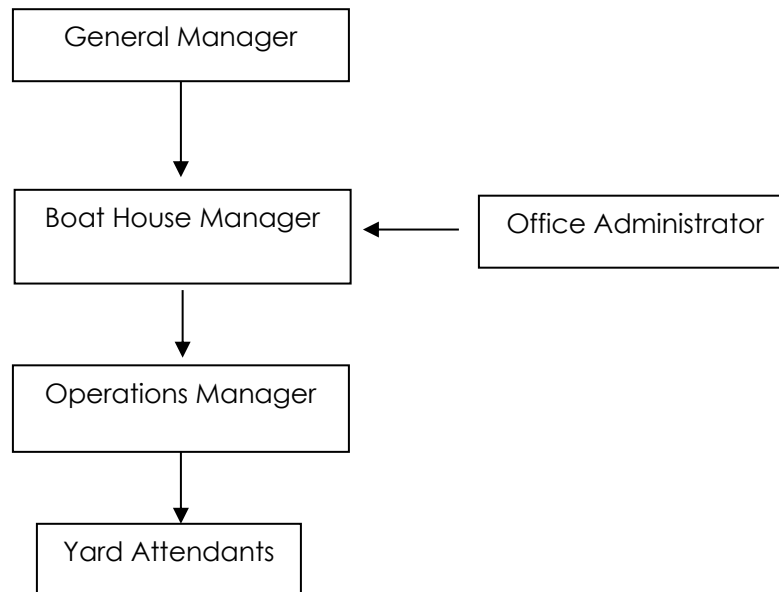 General Manager
Boat House Manager
Office Administrator
Operations Manager
Yard Attendants